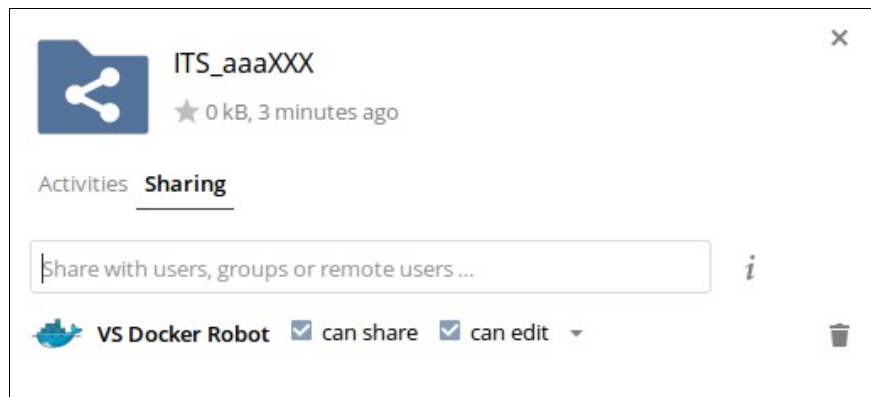 ITS_aaaXXX
0 kB, 3 minutes ago
Activities Sharing
Share with users, groups or remote users ...
i
VS Docker Robot can share can edit